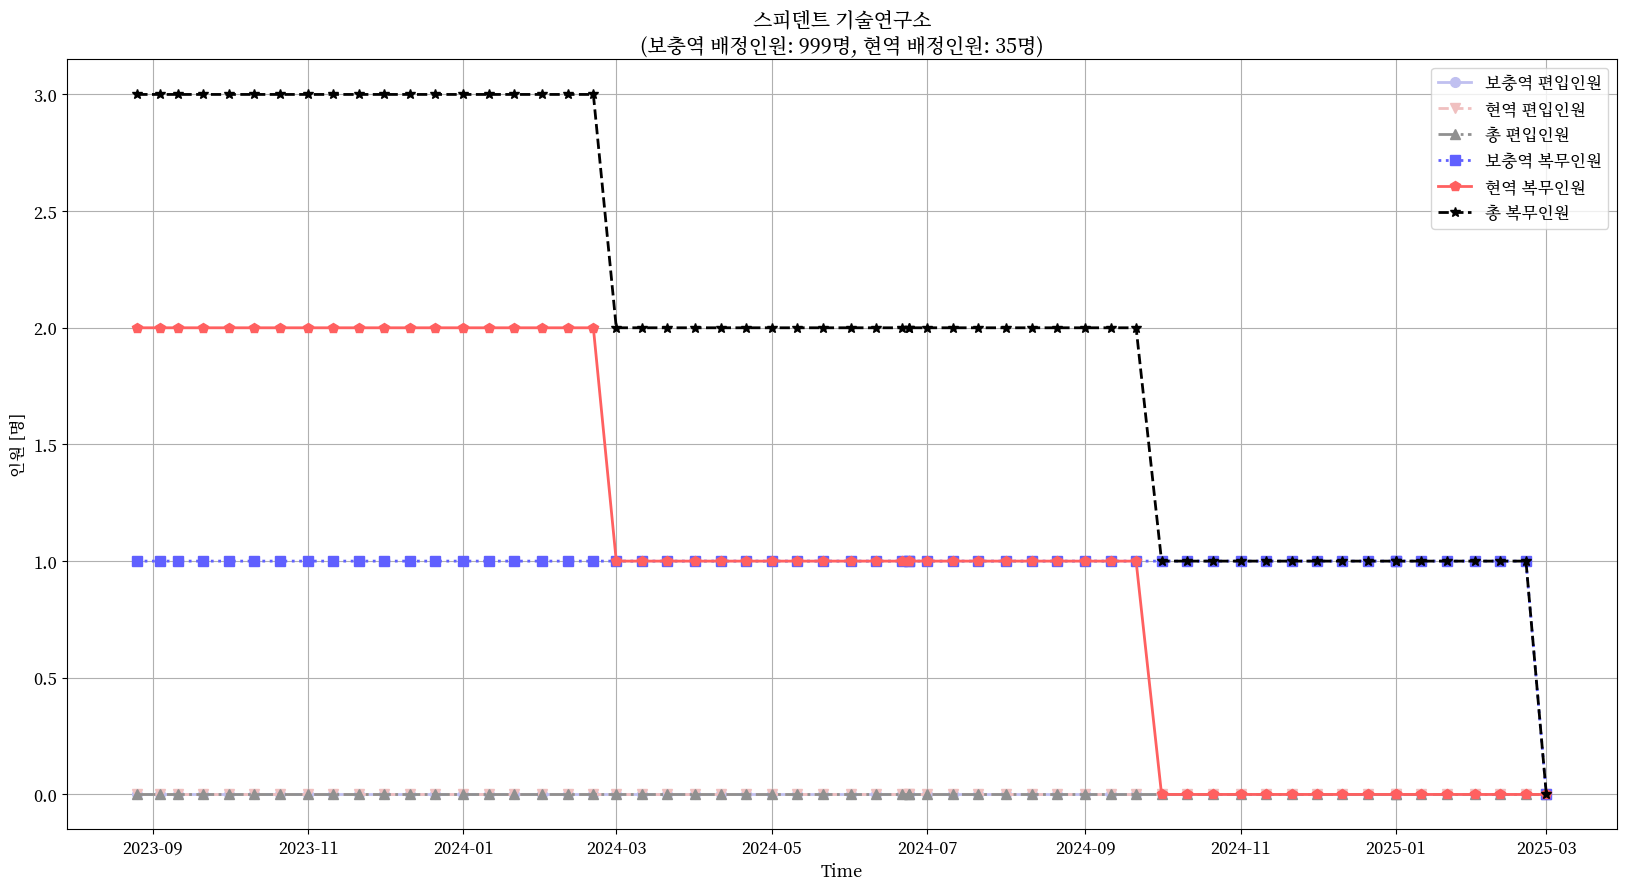 스피덴트 기술연구소
(보충역 배정인원: 999명, 현역 배정인원: 35명)
보충역 편입인원
현역 편입인원
총 편입인원
보충역 복무인원
현역 복무인원
총 복무인원
인원 [명]
3.0
2.5
2.0
1.5
1.0
0.5
0.0
2023-09 2023-11 2024-01 2024-03 2024-05 2024-07 2024-09 2024-11 2025-01 2025-03
Time